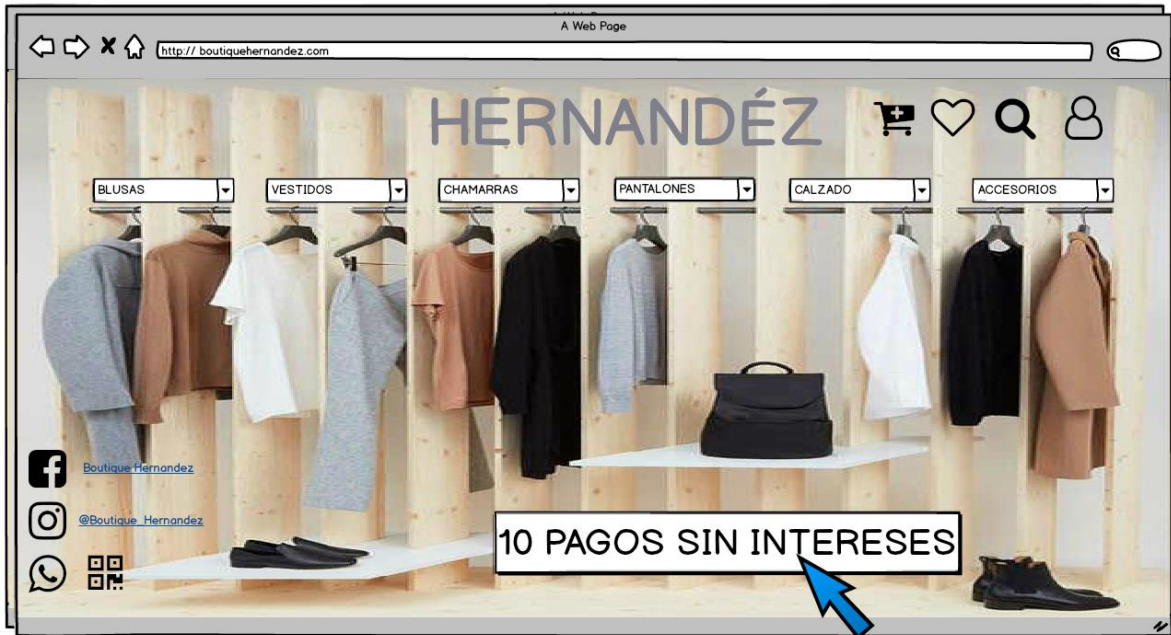 A Web Page
http:// boutiquehernandez.com
HERNANDÉZ
BLUSAS
VESTIDOS
CHAMARRAS
PANTALONES
CALZADO
ACCESORIOS
Boutique Hernandez
@Boutique_Hernandez
10 PAGOS SIN INTERESES